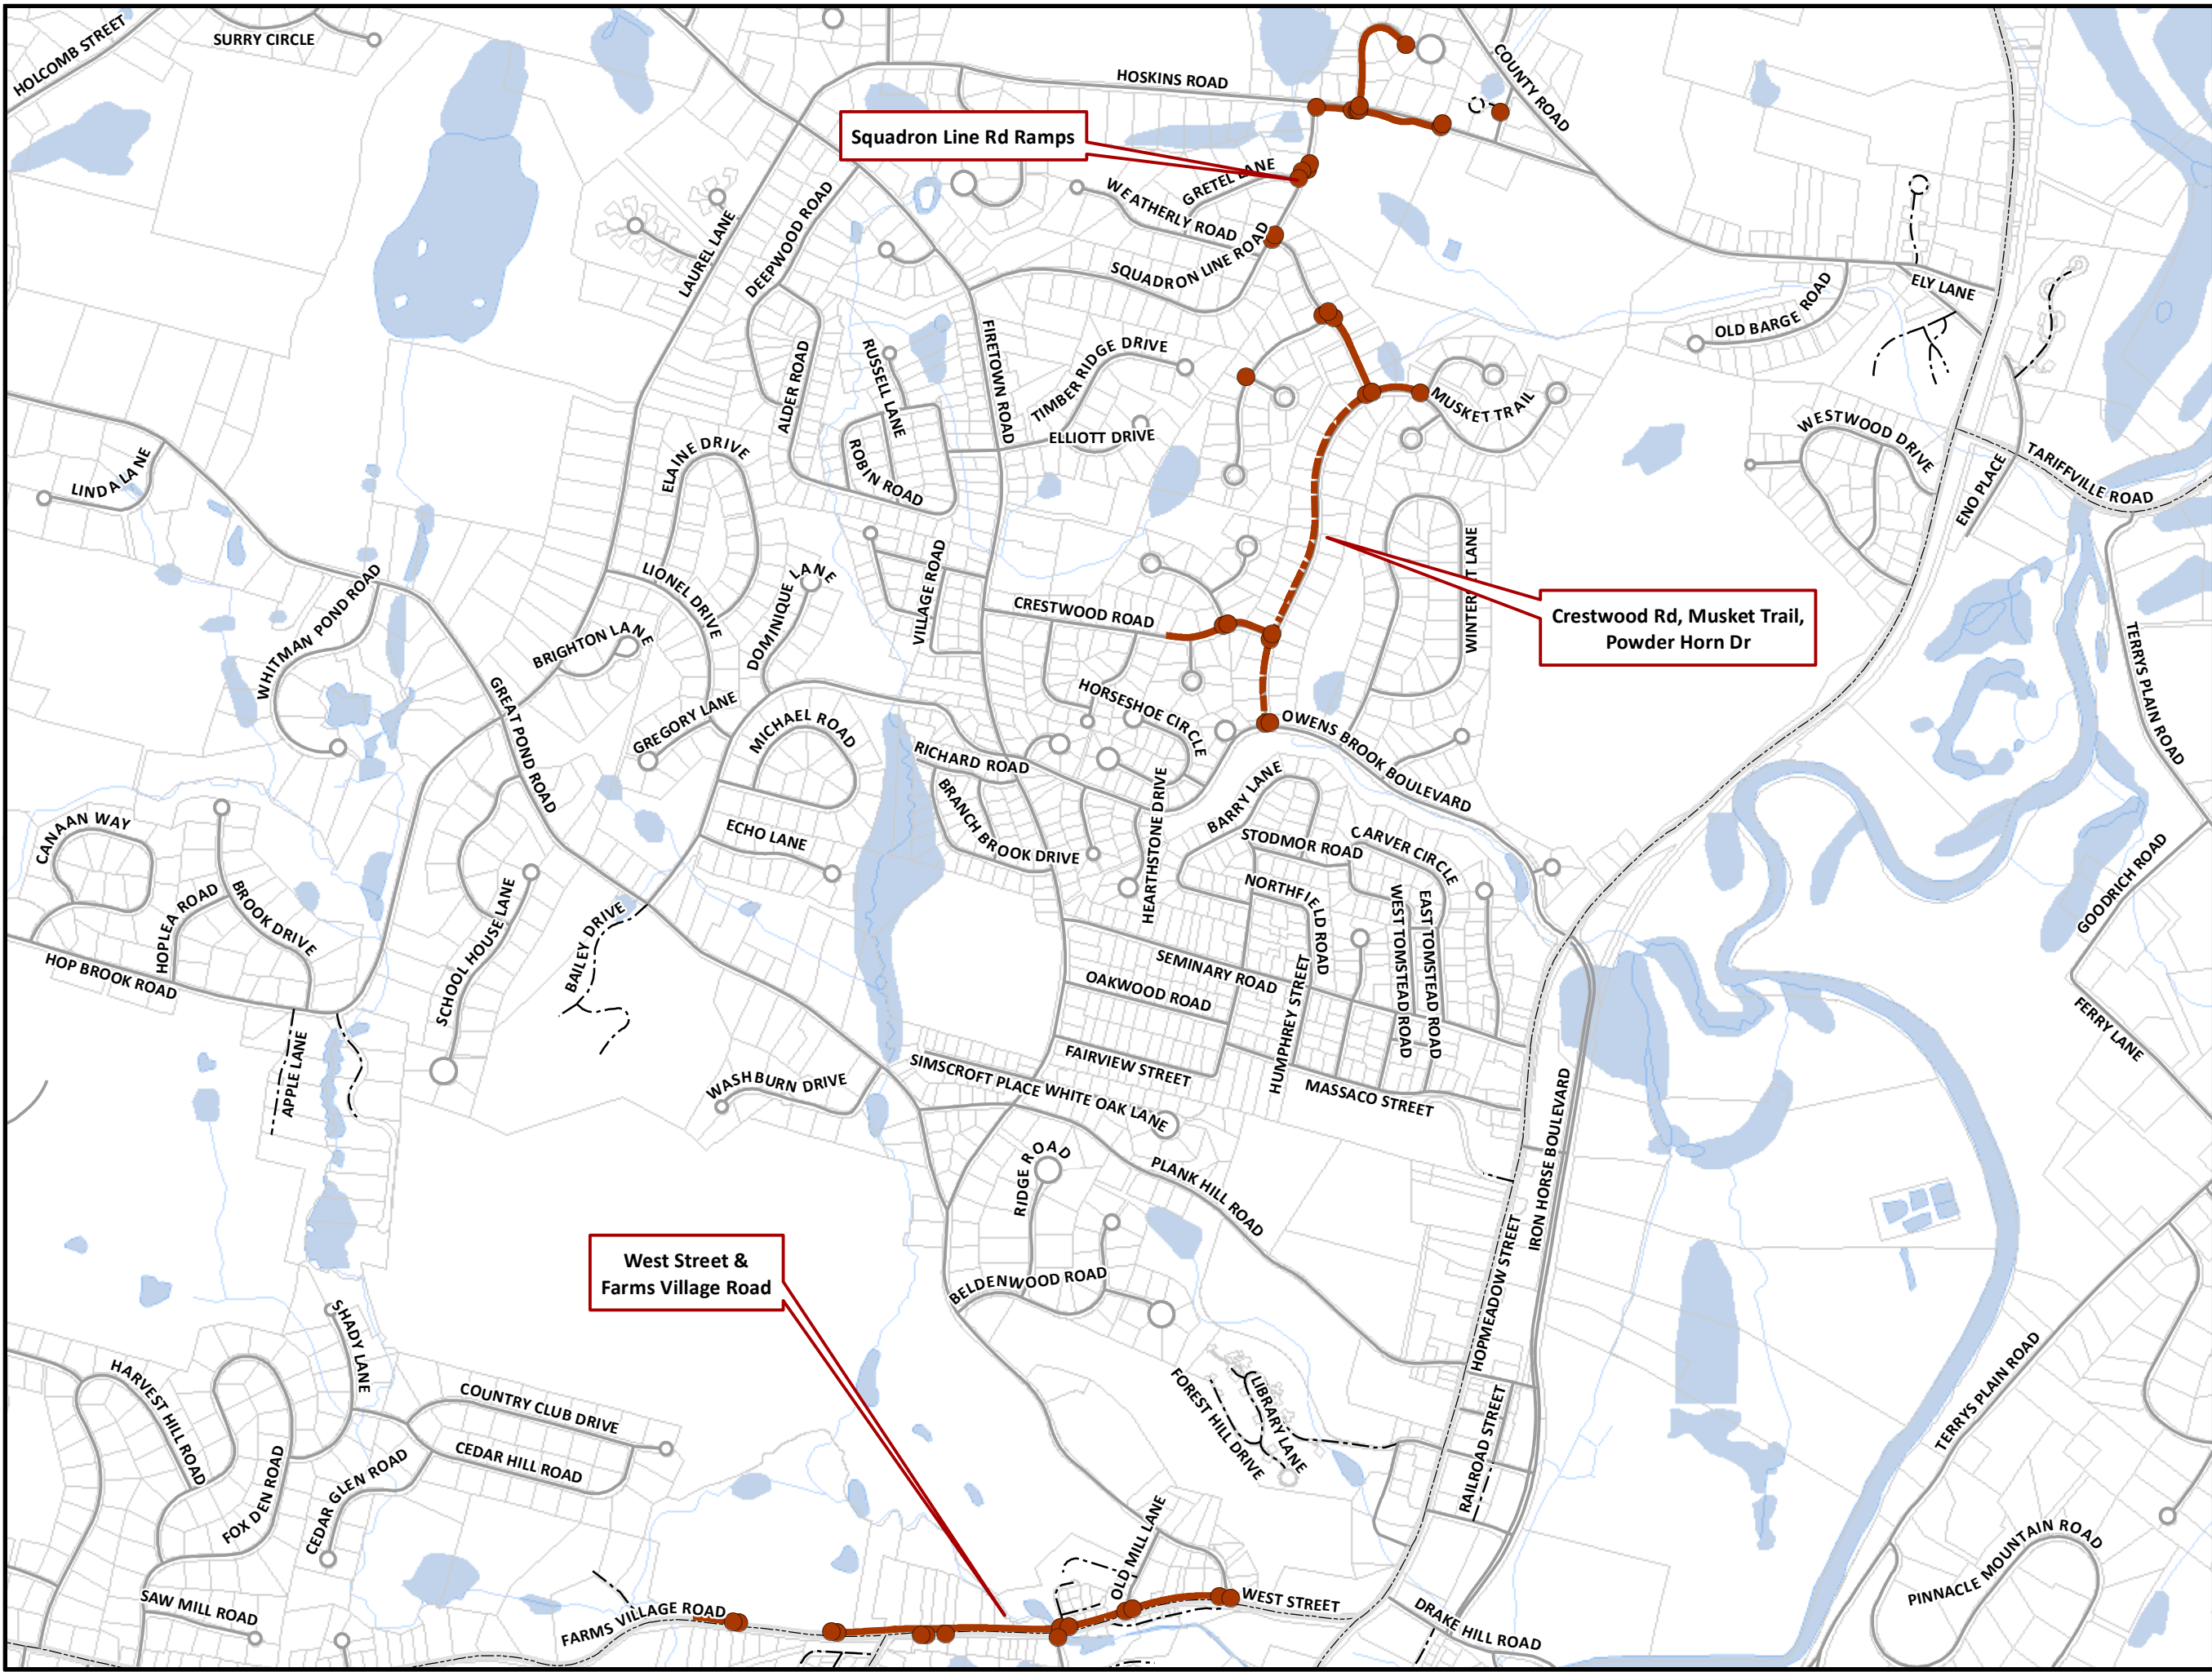 HOLCOMB STREET
SURRY CIRCLE
HOSKINS ROAD
COUNTY ROAD
Squadron Line Rd Ramps
GRETEL LANE
WEATHERLY ROAD
SQUADRON LINE ROAD
LAUREL LANE
DEEPWOOD ROAD
ELY LANE
OLD BARGE ROAD
FIRETOWN ROAD
TIMBER RIDGE DRIVE
RUSSELL LANE
ALDER ROAD
MUSKET TRAIL
ELLIOTT DRIVE
ROBIN ROAD
ELAINE DRIVE
LINDA LANE
WESTWOOD DRIVE
TARIFFVILLE ROAD
ENO PLACE
VILLAGE ROAD
LIONEL DRIVE
DOMINIQUE LANE
CRESTWOOD ROAD
Crestwood Rd, Musket Trail,
Powder Horn Dr
WHITMAN POND ROAD
BRIGHTON LANE
TERRYS PLAIN ROAD
GREAT POND ROAD
GREGORY LANE
MICHAEL ROAD
HORSESHOE CIRCLE
OWENS BROOK BOULEVARD
RICHARD ROAD
BRANCH BROOK DRIVE
HEARTHSTONE DRIVE
BARRY LANE
STODMOR ROAD
CARVER CIRCLE
CANAAN WAY
ECHO LANE
HOPLEA ROAD
BROOK DRIVE
SCHOOL HOUSE LANE
BAILEY DRIVE
NORTHFIELD ROAD
WEST TOMSTEAD ROAD
EAST TOMSTEAD ROAD
GOODRICH ROAD
HOP BROOK ROAD
SEMINARY ROAD
OAKWOOD ROAD
HUMPHREY STREET
FERRY LANE
APPLE LANE
FAIRVIEW STREET
SIMSCROFT PLACE
WHITE OAK LANE
WASHBURN DRIVE
MASSACO STREET
IRON HORSE BOULEVARD
RIDGE ROAD
PLANK HILL ROAD
HOPMEADOW STREET
West Street &
Farms Village Road
BELDENWOOD ROAD
SHADY LANE
HARVEST HILL ROAD
COUNTRY CLUB DRIVE
CEDAR HILL ROAD
FOX DEN ROAD
CEDAR GLEN ROAD
FOREST HILL DRIVE
LIBRARY LANE
RAILROAD STREET
TERRYS PLAIN ROAD
OLD MILL LANE
WEST STREET
SAW MILL ROAD
FARMS VILLAGE ROAD
DRAKE HILL ROAD
PINNACLE MOUNTAIN ROAD